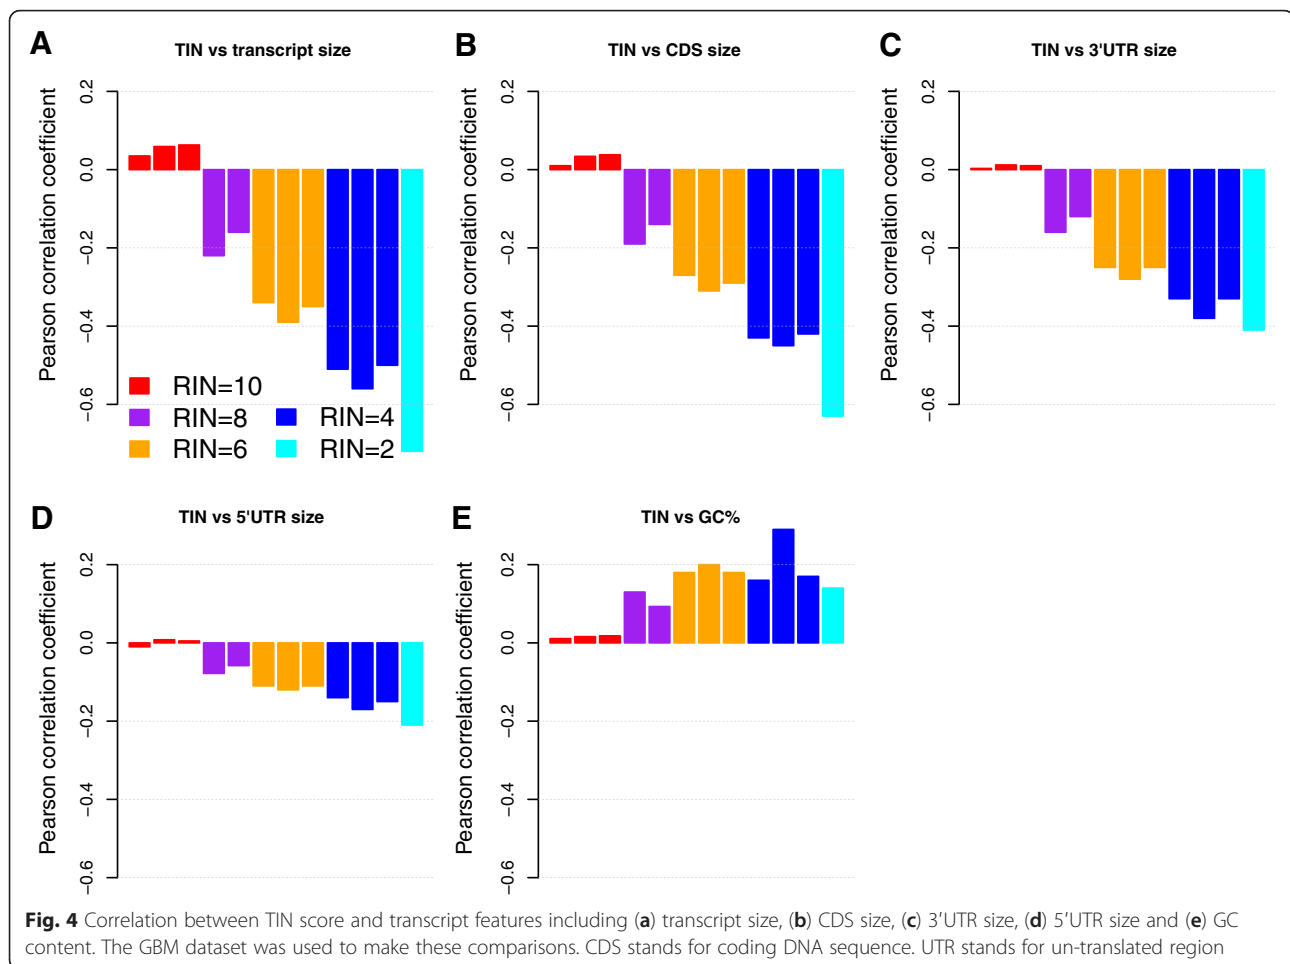 A
TIN vs transcript size
Pearson correlation coefficient
0.2
0.0
−0.2
−0.4
−0.6
RIN=10
RIN=8
RIN=6
RIN=4
RIN=2
B
TIN vs CDS size
Pearson correlation coefficient
0.2
0.0
−0.2
−0.4
−0.6
C
TIN vs 3'UTR size
Pearson correlation coefficient
0.2
0.0
−0.2
−0.4
−0.6
D
TIN vs 5'UTR size
Pearson correlation coefficient
0.2
0.0
−0.2
−0.4
−0.6
E
TIN vs GC%
Pearson correlation coefficient
0.2
0.0
−0.2
−0.4
−0.6
Fig. 4 Correlation between TIN score and transcript features including (a) transcript size, (b) CDS size, (c) 3′UTR size, (d) 5′UTR size and (e) GC
content. The GBM dataset was used to make these comparisons. CDS stands for coding DNA sequence. UTR stands for un-translated region